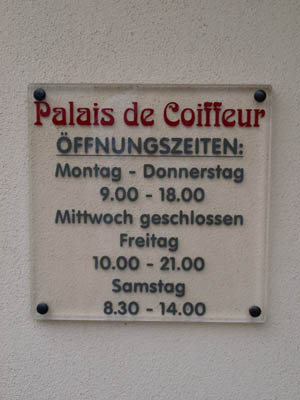 Palais de Coiffeur
ÖFFNUNGSZEITEN:
Montag - Donnerstag
9.00 - 18.00
Mittwoch geschlossen
Freitag
10.00 - 21.00
Samstag
8.30 - 14.00